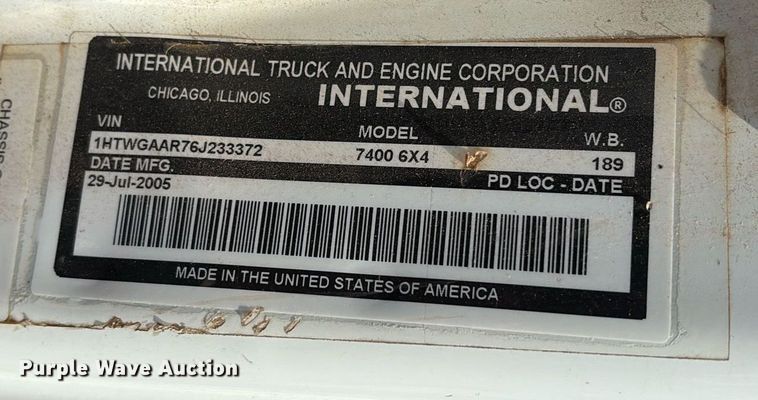 INTERNATIONAL TRUCK AND ENGINE CORPORATION
CHICAGO, ILLINOIS INTERNATIONAL®
VIN MODEL W.B.
1HTWGAAR76J233372 7400 6X4 189
DATE MFG. PD LOC - DATE
29-Jul-2005
MADE IN THE UNITED STATES OF AMERICA
CHASSIS
Purple Wave Auction